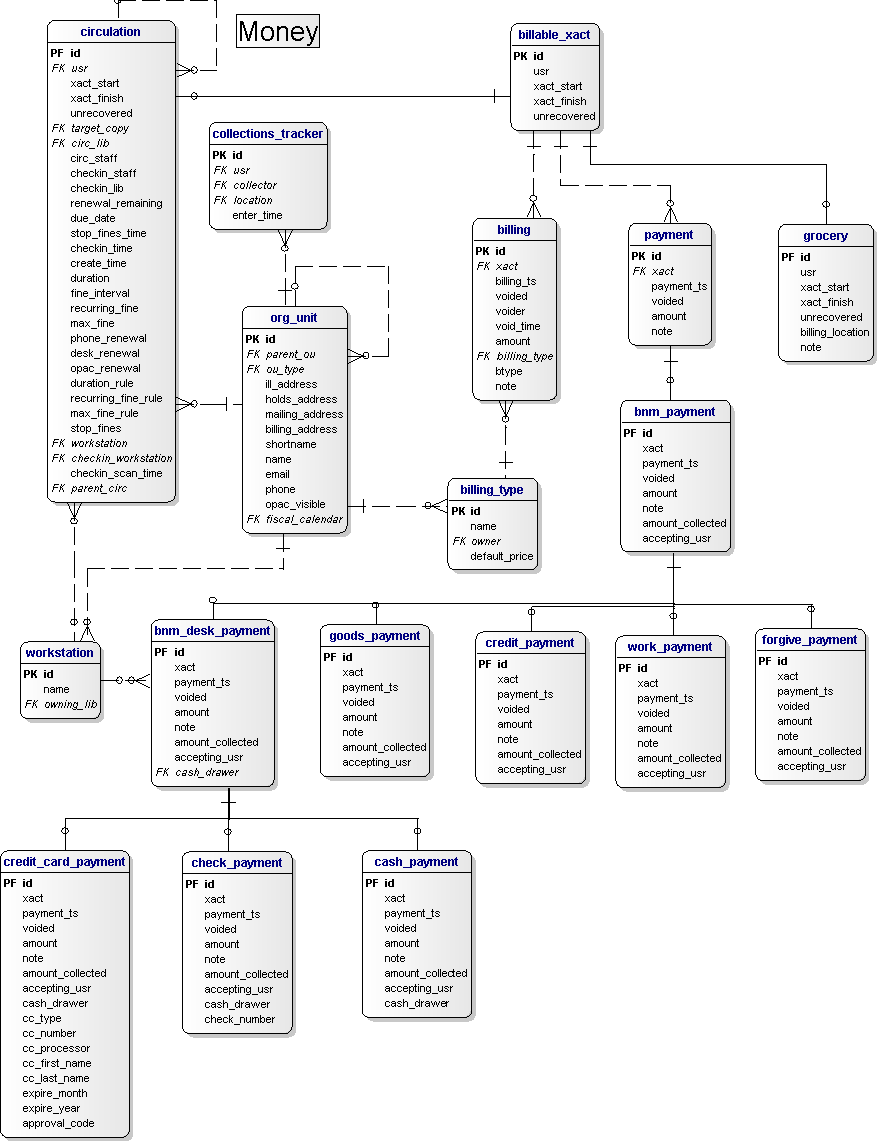 Money
circulation
PF id
FK usr
xact_start
xact_finish
unrecovered
FK target_copy
FK circ_lib
circ_staff
checkin_staff
checkin_lib
renewal_remaining
due_date
stop_fines_time
checkin_time
create_time
duration
fine_interval
recurring_fine
max_fine
phone_renewal
desk_renewal
opac_renewal
duration_rule
recurring_fine_rule
max_fine_rule
stop_fines
FK workstation
FK checkin_workstation
checkin_scan_time
FK parent_circ
billable_xact
PK id
usr
xact_start
xact_finish
unrecovered
collections_tracker
PK id
FK usr
FK collector
FK location
enter_time
billing
PK id
FK xact
billing_ts
voided
voider
void_time
amount
FK billing_type
btype
note
payment
PK id
FK xact
payment_ts
voided
amount
note
grocery
PF id
usr
xact_start
xact_finish
unrecovered
billing_location
note
org_unit
PK id
FK parent_ou
FK ou_type
ill_address
holds_address
mailing_address
billing_address
shortname
name
email
phone
opac_visible
FK fiscal_calendar
bnm_payment
PF id
xact
payment_ts
voided
amount
note
amount_collected
accepting_usr
billing_type
PK id
name
FK owner
default_price
workstation
PK id
name
FK owning_lib
bnm_desk_payment
PF id
xact
payment_ts
voided
amount
note
amount_collected
accepting_usr
FK cash_drawer
goods_payment
PF id
xact
payment_ts
voided
amount
note
amount_collected
accepting_usr
credit_payment
PF id
xact
payment_ts
voided
amount
note
amount_collected
accepting_usr
work_payment
PF id
xact
payment_ts
voided
amount
note
amount_collected
accepting_usr
forgive_payment
PF id
xact
payment_ts
voided
amount
note
amount_collected
accepting_usr
credit_card_payment
PF id
xact
payment_ts
voided
amount
note
amount_collected
accepting_usr
cash_drawer
cc_type
cc_number
cc_processor
cc_first_name
cc_last_name
expire_month
expire_year
approval_code
check_payment
PF id
xact
payment_ts
voided
amount
note
amount_collected
accepting_usr
cash_drawer
check_number
cash_payment
PF id
xact
payment_ts
voided
amount
note
amount_collected
accepting_usr
cash_drawer